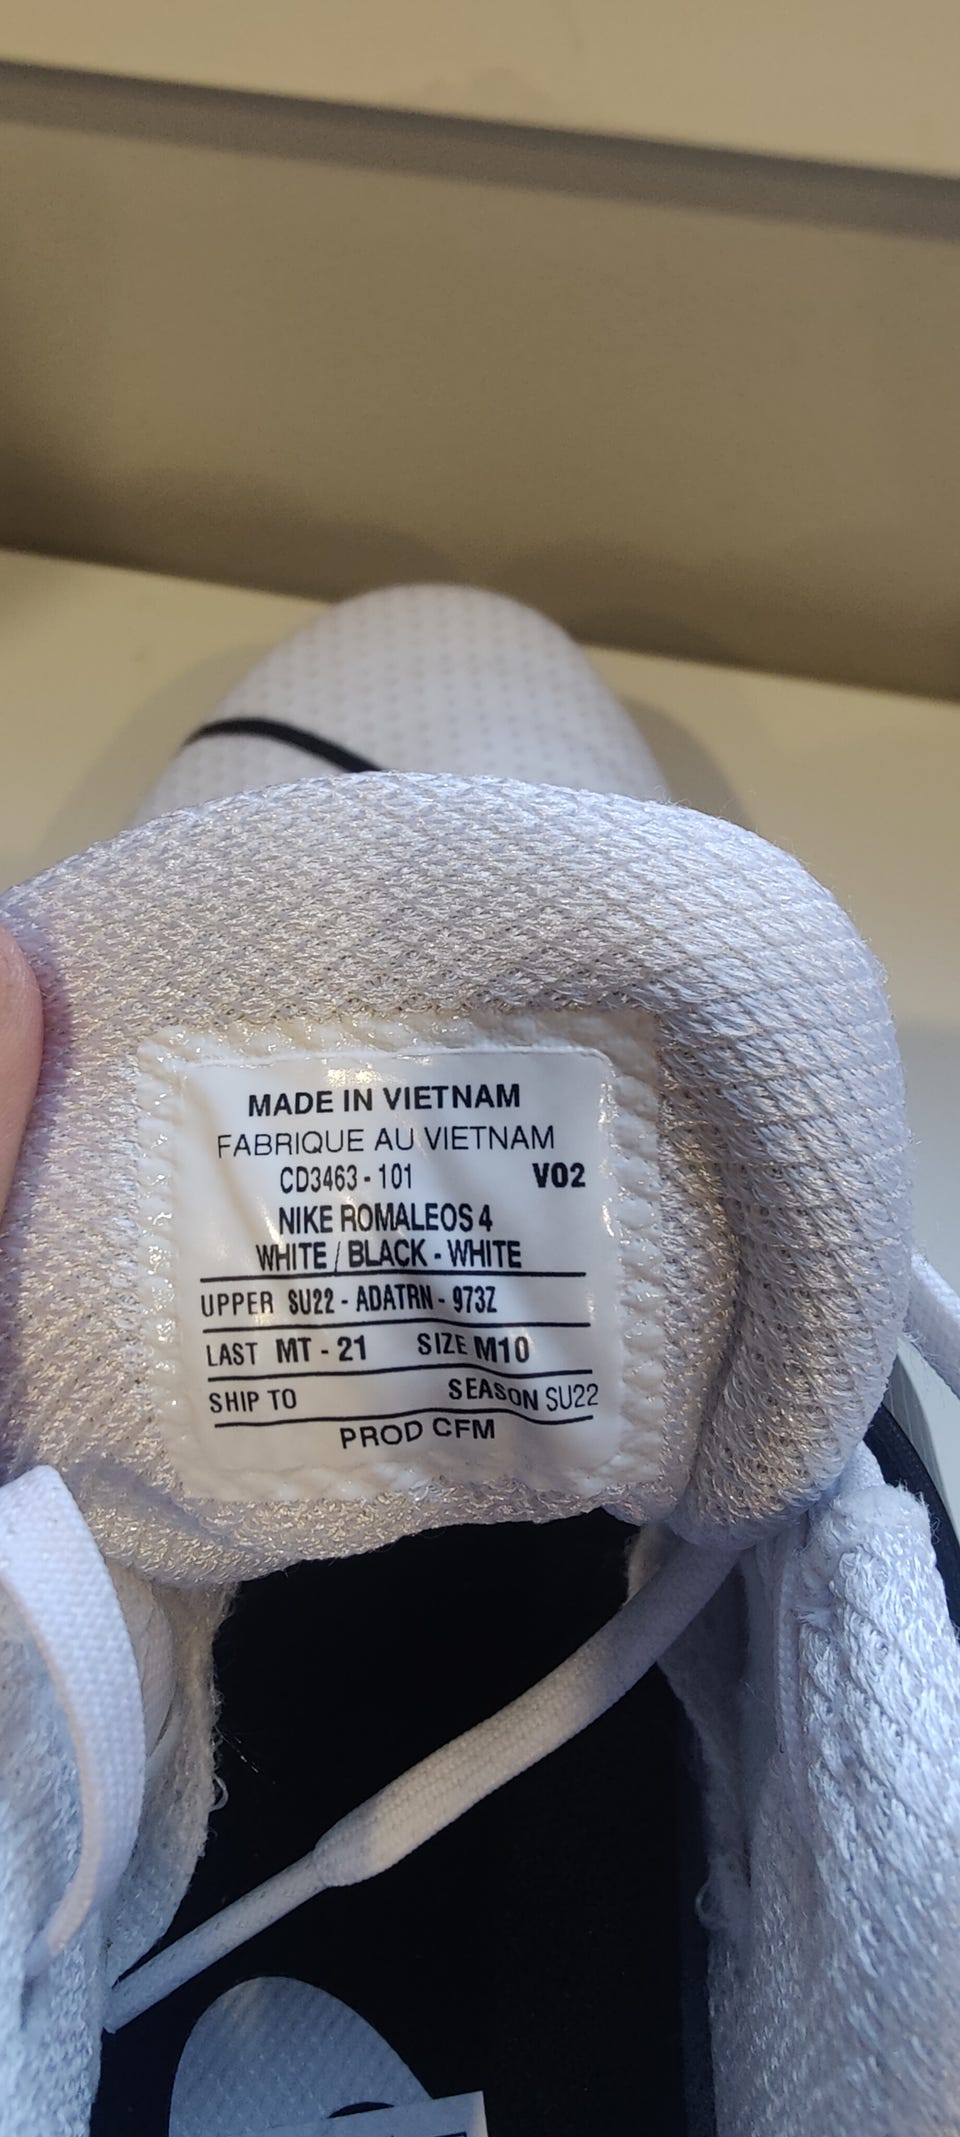 MADE IN VIETNAM
FABRIQUE AU VIETNAM
CD3463 - 101 V02
NIKE ROMALEOS 4
WHITE / BLACK - WHITE
UPPER SU22 - ADATRN - 973Z
LAST MT - 21 SIZE M10
SHIP TO SEASON SU22
PROD CFM